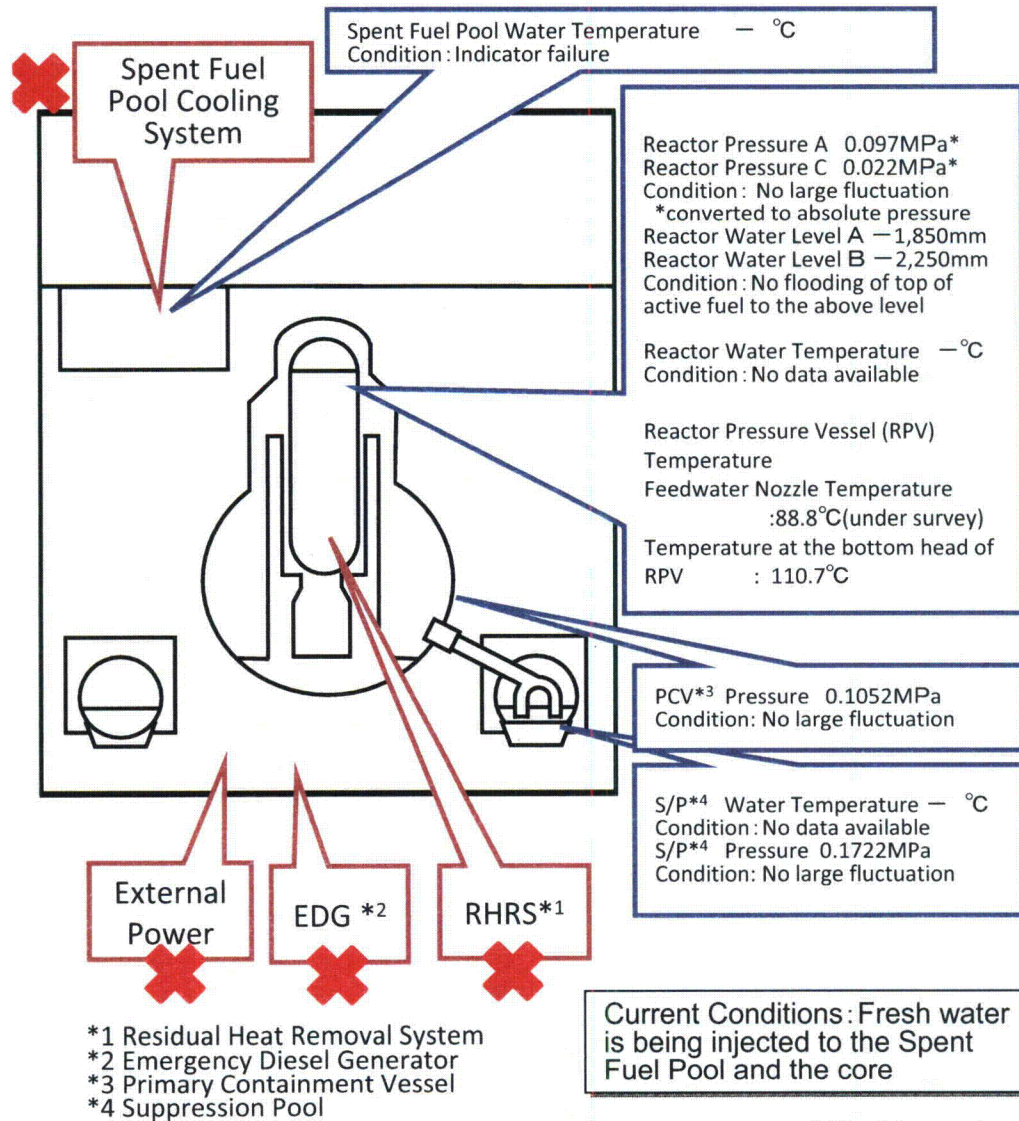 Spent Fuel Pool Water Temperature － ℃
Condition : Indicator failure
Spent Fuel
Pool Cooling
System
Reactor Pressure A 0.097MPa*
Reactor Pressure C 0.022MPa*
Condition : No large fluctuation
*converted to absolute pressure
Reactor Water Level A －1,850mm
Reactor Water Level B －2,250mm
Condition : No flooding of top of
active fuel to the above level
Reactor Water Temperature －℃
Condition : No data available
Reactor Pressure Vessel (RPV)
Temperature
Feedwater Nozzle Temperature
:88.8℃(under survey)
Temperature at the bottom head of
RPV : 110.7℃
PCV*3 Pressure 0.1052MPa
Condition: No large fluctuation
S/P*4 Water Temperature － ℃
Condition : No data available
S/P*4 Pressure 0.1722MPa
Condition: No large fluctuation
External
Power
EDG *2
RHRS*1
*1 Residual Heat Removal System
*2 Emergency Diesel Generator
*3 Primary Containment Vessel
*4 Suppression Pool
Current Conditions : Fresh water
is being injected to the Spent
Fuel Pool and the core